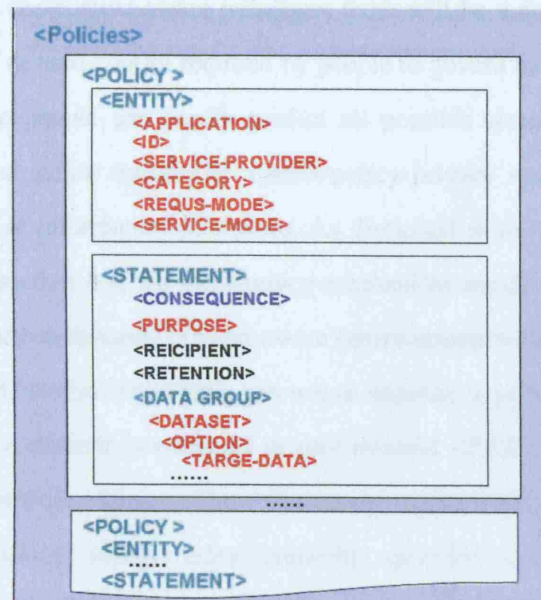 <Policies>
<POLICY >
<ENTITY>
<APPLICATION>
<ID>
<SERVICE-PROVIDER>
<CATEGORY>
<REQUS-MODE>
<SERVICE-MODE>
<STATEMENT>
<CONSEQUENCE>
<PURPOSE>
<REICIPIENT>
<RETENTION>
<DATA GROUP>
<DATASET>
<OPTION>
<TARGE-DATA>
......
......
<POLICY >
<ENTITY>
......
<STATEMENT>